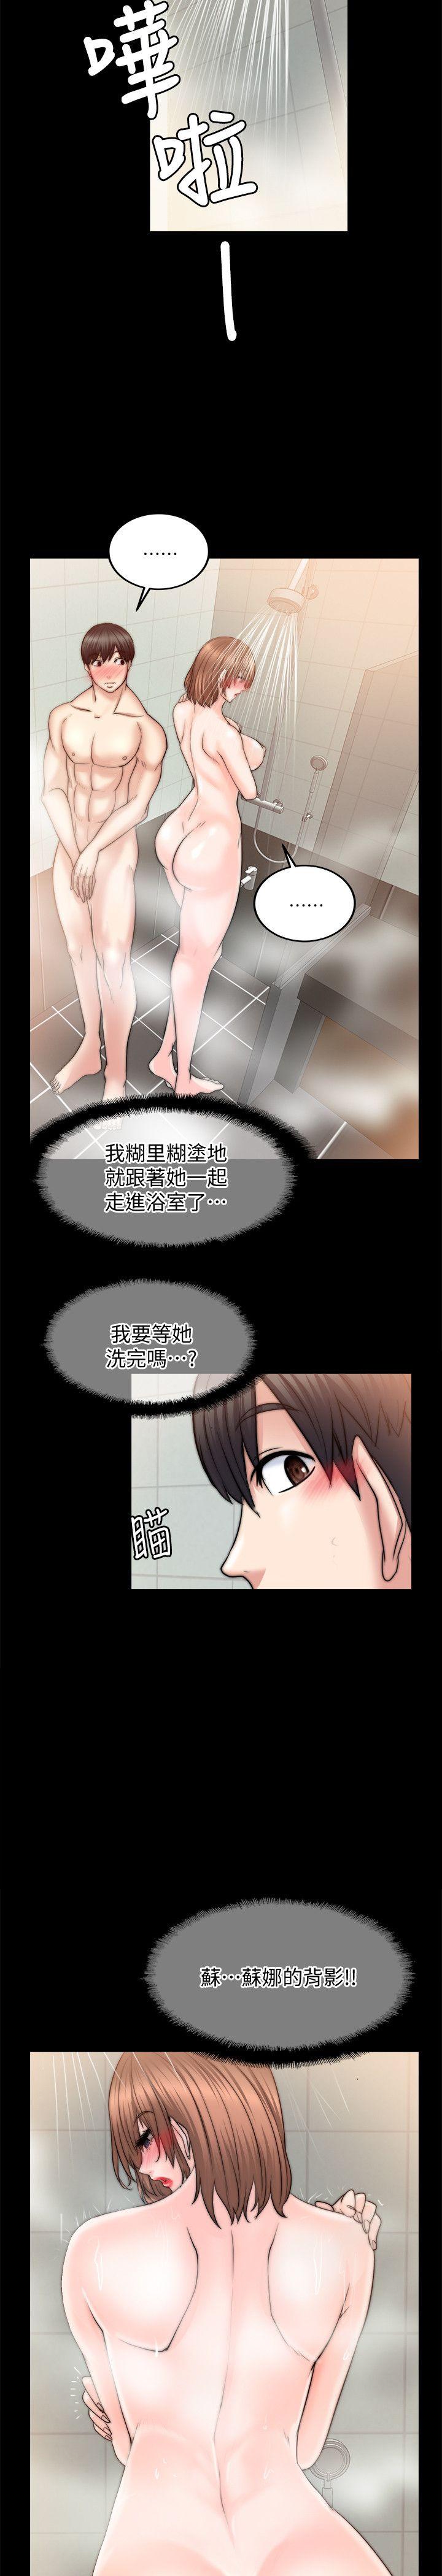 嘩
啦
……
……
我糊里糊塗地
就跟著她一起
走進浴室了…
我要等她
洗完嗎…?
瞄
蘇…蘇娜的背影!!